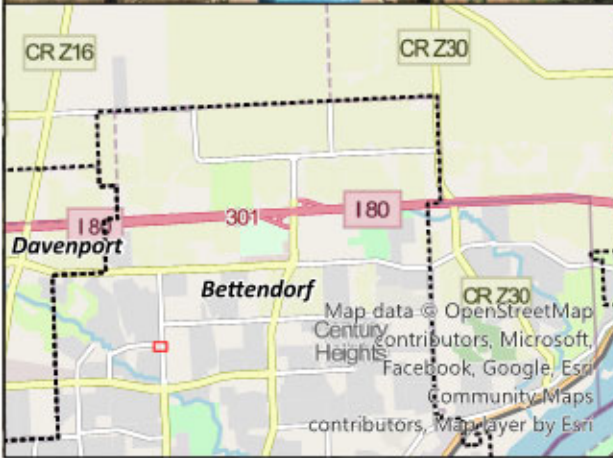 CR Z16
CR Z30
I 80
301
I 80
Davenport
Bettendorf
CR Z30
Century
Heights
Map data © OpenStreetMap
contributors, Microsoft,
Facebook, Google, Esri
Community Maps
contributors, Map layer by Esri